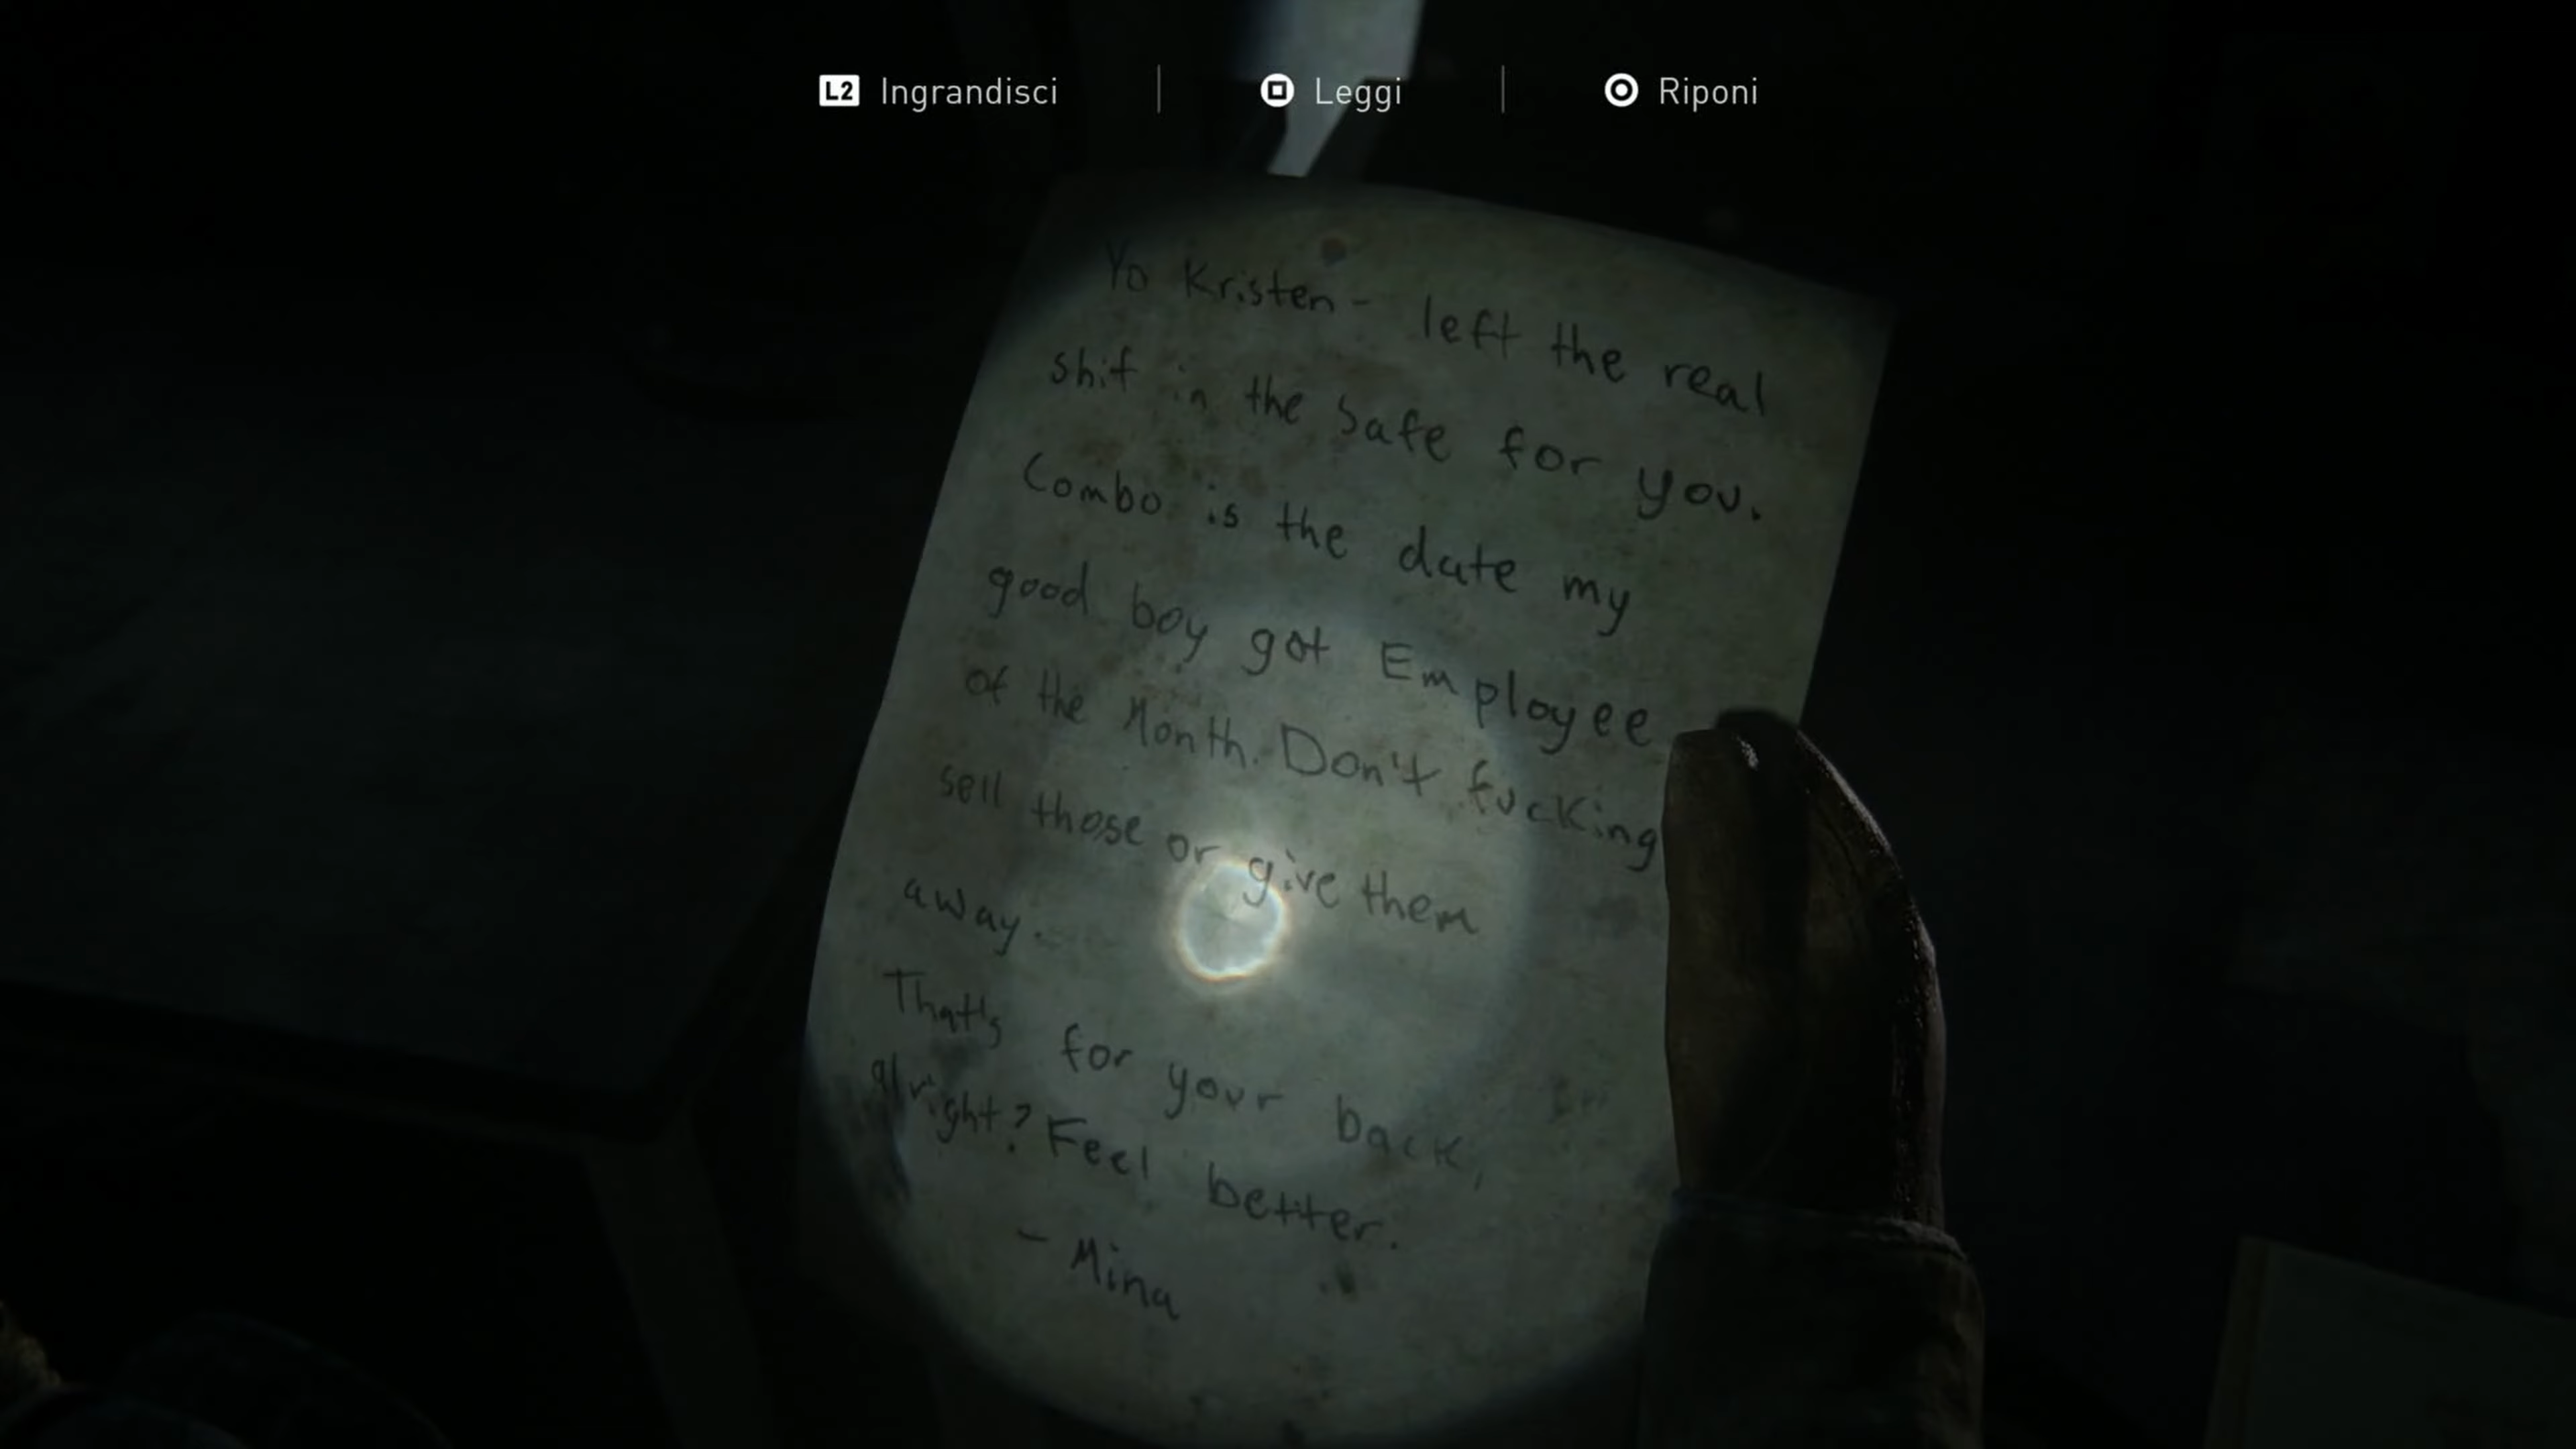 L2 Ingrandisci | Leggi | Riponi
Yo Kristen - left the real
shit in the safe for you.
Combo is the date my
good boy got Employee
of the Month. Don't fucking
sell those or give them
away.
That's for your back,
alright? Feel better.
- Mina